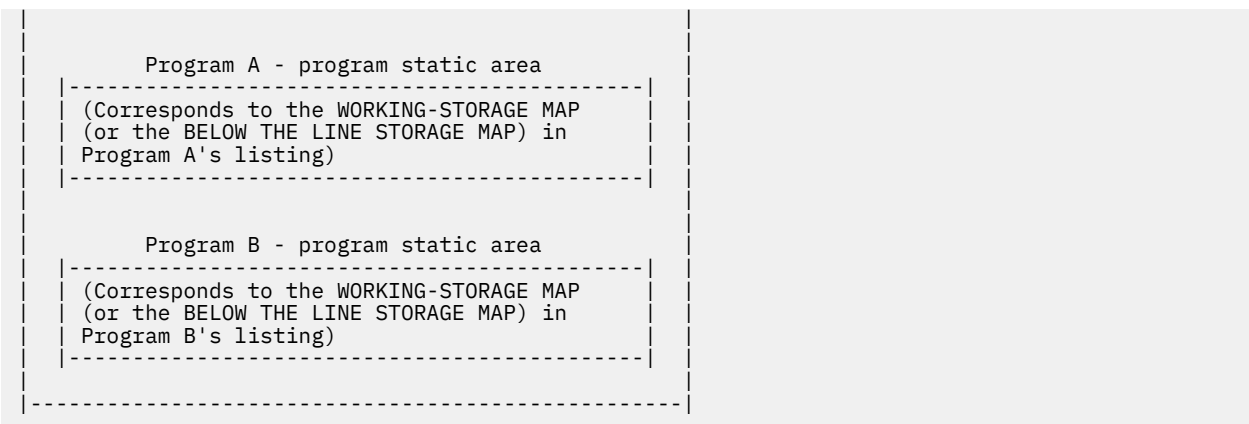 Program A - program static area
|---------------------------------------------|
(Corresponds to the WORKING-STORAGE MAP
(or the BELOW THE LINE STORAGE MAP) in
Program A's listing)
|---------------------------------------------|
Program B - program static area
|---------------------------------------------|
(Corresponds to the WORKING-STORAGE MAP
(or the BELOW THE LINE STORAGE MAP) in
Program B's listing)
|---------------------------------------------|
|---------------------------------------------------|